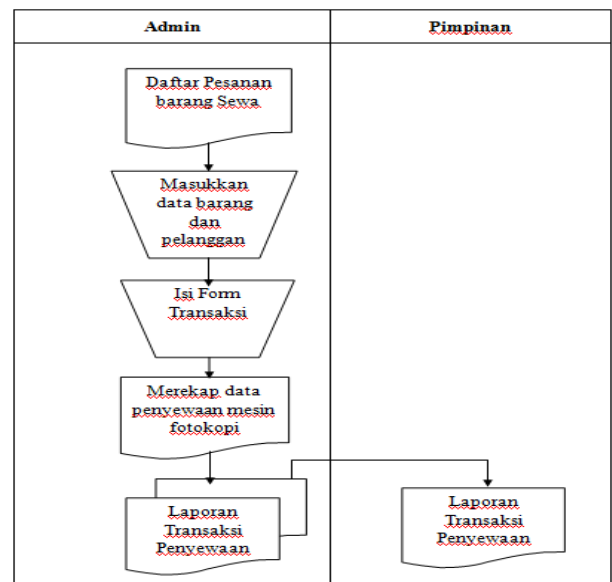 Admin
Pimpinan
Daftar Pesanan
barang Sewa
Masukkan
data barang
dan
pelanggan
Isi Form
Transaksi
Merekap data
penyewaan mesin
fotokopi
Laporan
Transaksi
Penyewaan
Laporan
Transaksi
Penyewaan